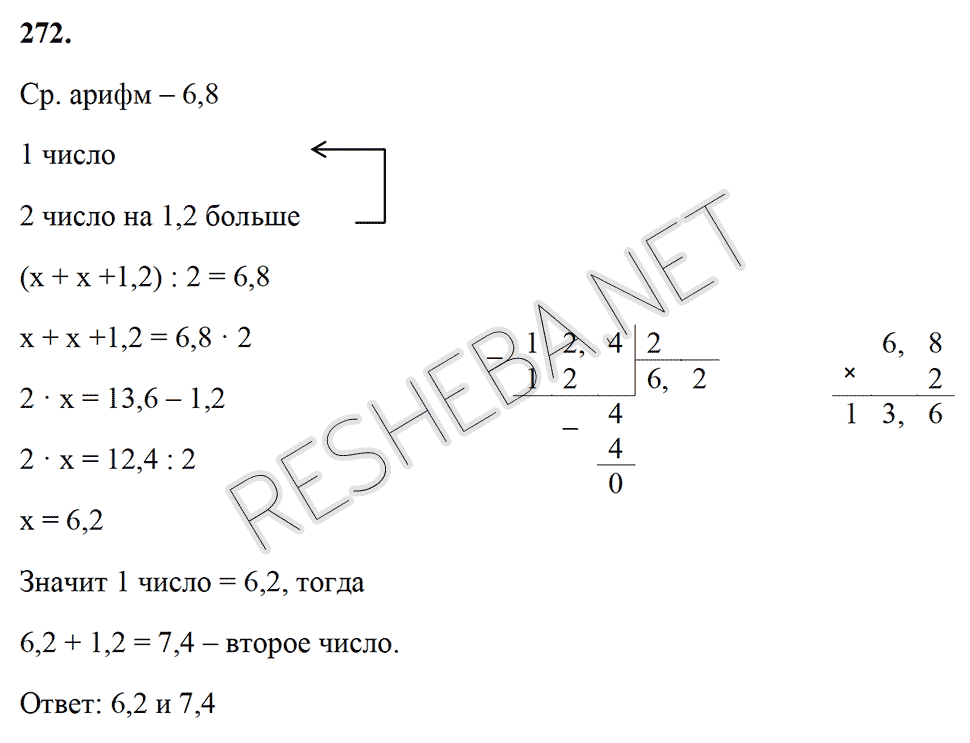 272.
Ср. арифм – 6,8
1 число
2 число на 1,2 больше
(х + х +1,2) : 2 = 6,8
х + х +1,2 = 6,8 · 2
2 · х = 13,6 – 1,2
2 · х = 12,4 : 2
х = 6,2
Значит 1 число = 6,2, тогда
6,2 + 1,2 = 7,4 – второе число.
Ответ: 6,2 и 7,4
– 1 2, 4 2
1 2 6, 2
– 4
4
0
6, 8
× 2
1 3, 6
RESHEBA.NET